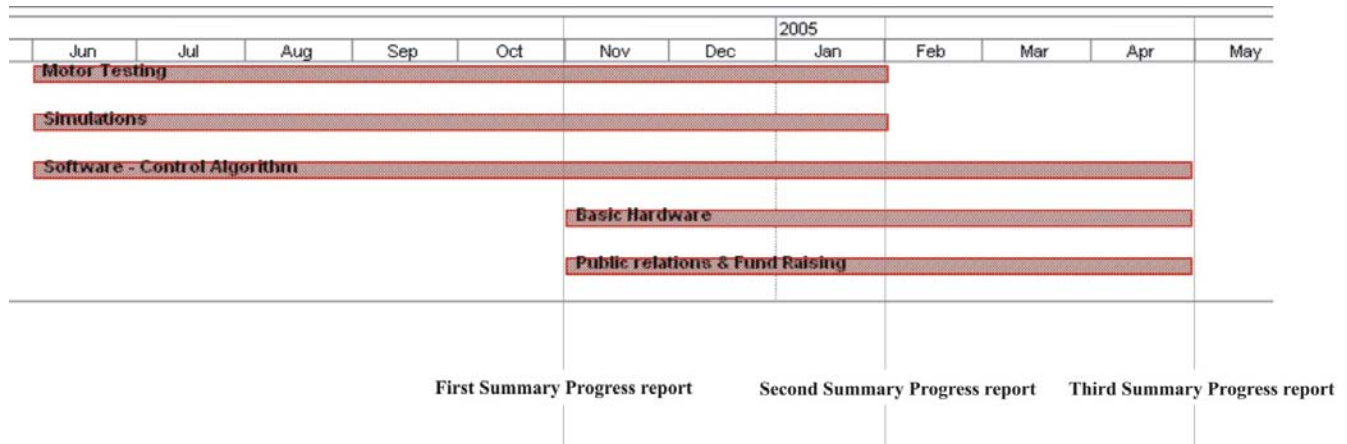 2005
Jun Jul Aug Sep Oct Nov Dec Jan Feb Mar Apr May
Motor Testing
Simulations
Software - Control Algorithm
Basic Hardware
Public relations & Fund Raising
First Summary Progress report Second Summary Progress report Third Summary Progress report